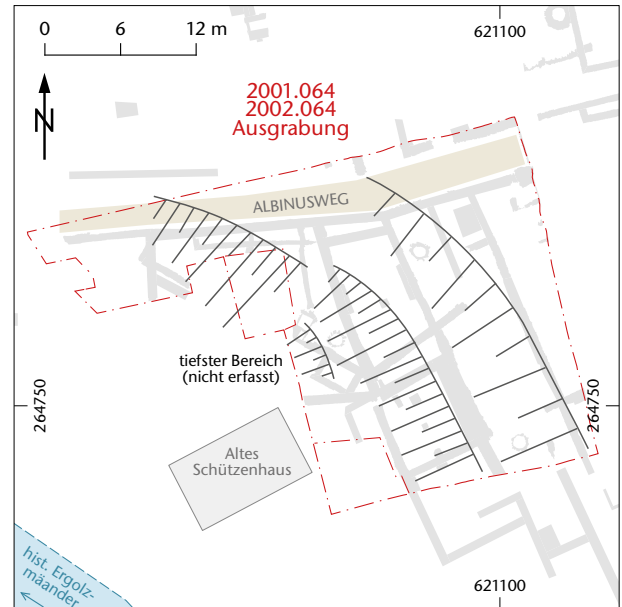 0 6 12 m
621100
N
2001.064
2002.064
Ausgrabung
ALBINUSWEG
tiefster Bereich
(nicht erfasst)
264750
264750
Altes
Schützenhaus
hist. Ergolz-
mäander
621100